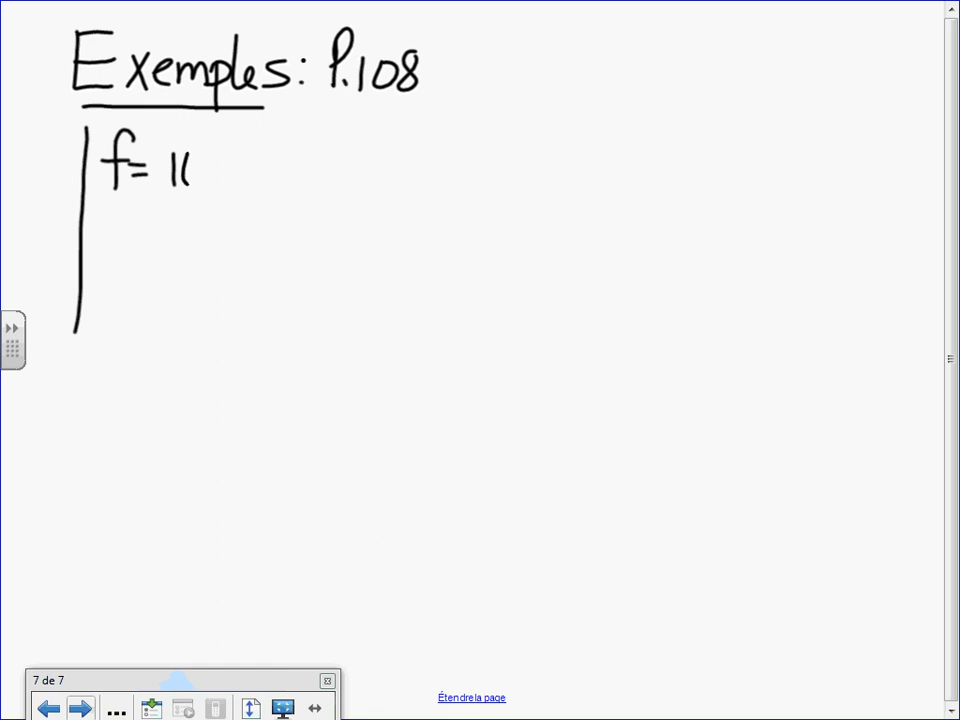 Exemples: P.108
f= 11
7 de 7
Étendre la page